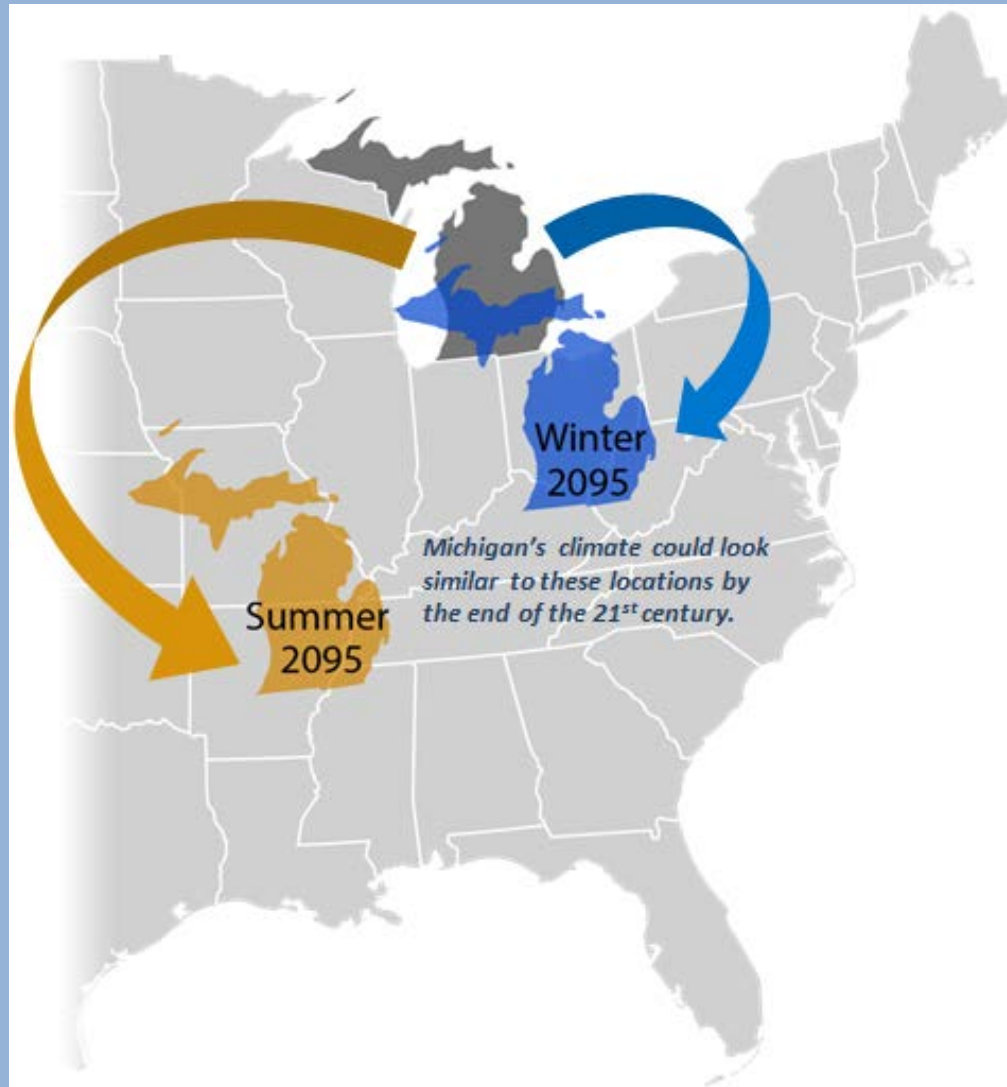 Winter
2095
Michigan's climate could look
similar to these locations by
the end of the 21st century.
Summer
2095